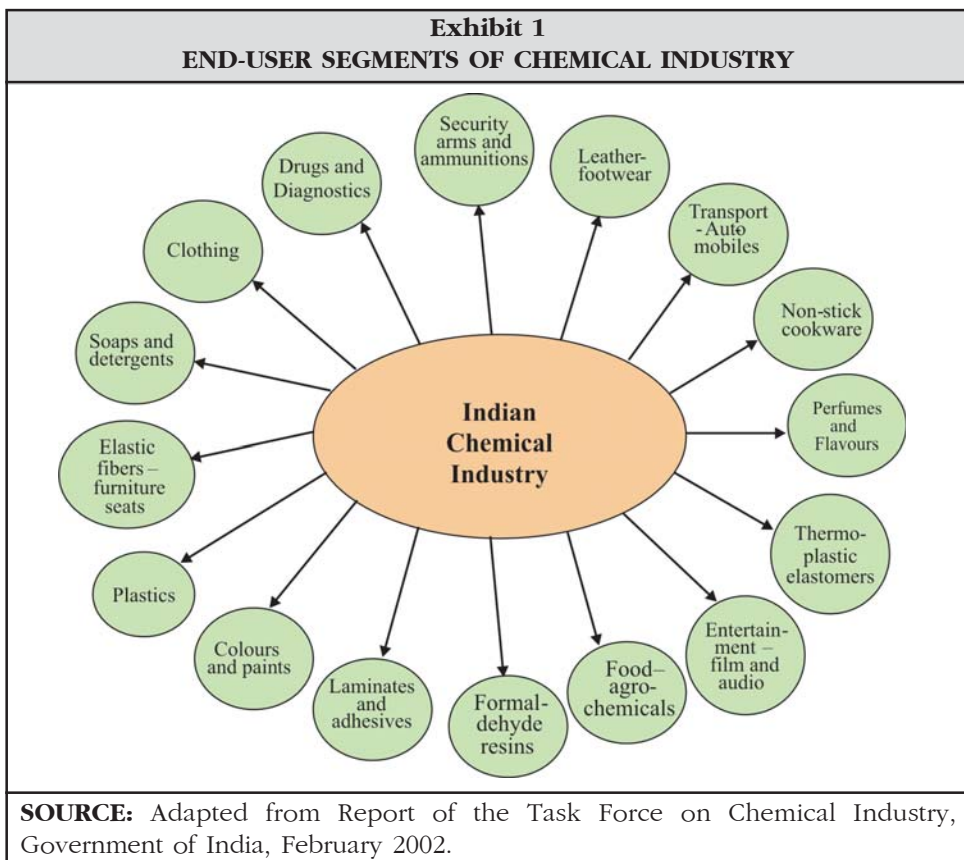 Exhibit 1
END-USER SEGMENTS OF CHEMICAL INDUSTRY
Security
arms and
ammunitions
Leather-
footwear
Transport
- Auto
mobiles
Non-stick
cookware
Perfumes
and
Flavours
Thermo-
plastic
elastomers
Entertain-
ment –
film and
audio
Food–
agro-
chemicals
Formal-
dehyde
resins
Laminates
and
adhesives
Colours
and paints
Plastics
Elastic
fibers –
furniture
seats
Soaps and
detergents
Clothing
Drugs and
Diagnostics
Indian
Chemical
Industry
SOURCE: Adapted from Report of the Task Force on Chemical Industry,
Government of India, February 2002.